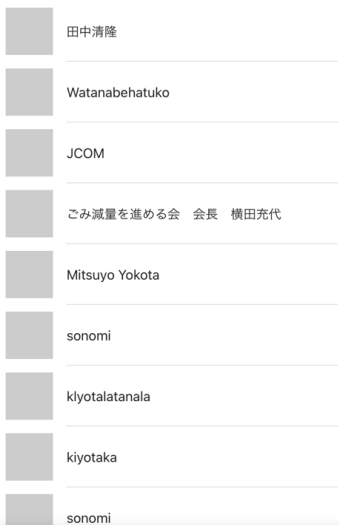 田中清隆
Watanabehatuko
JCOM
ごみ減量を進める会　会長　横田充代
Mitsuyo Yokota
sonomi
klyotalatanala
kiyotaka
sonomi